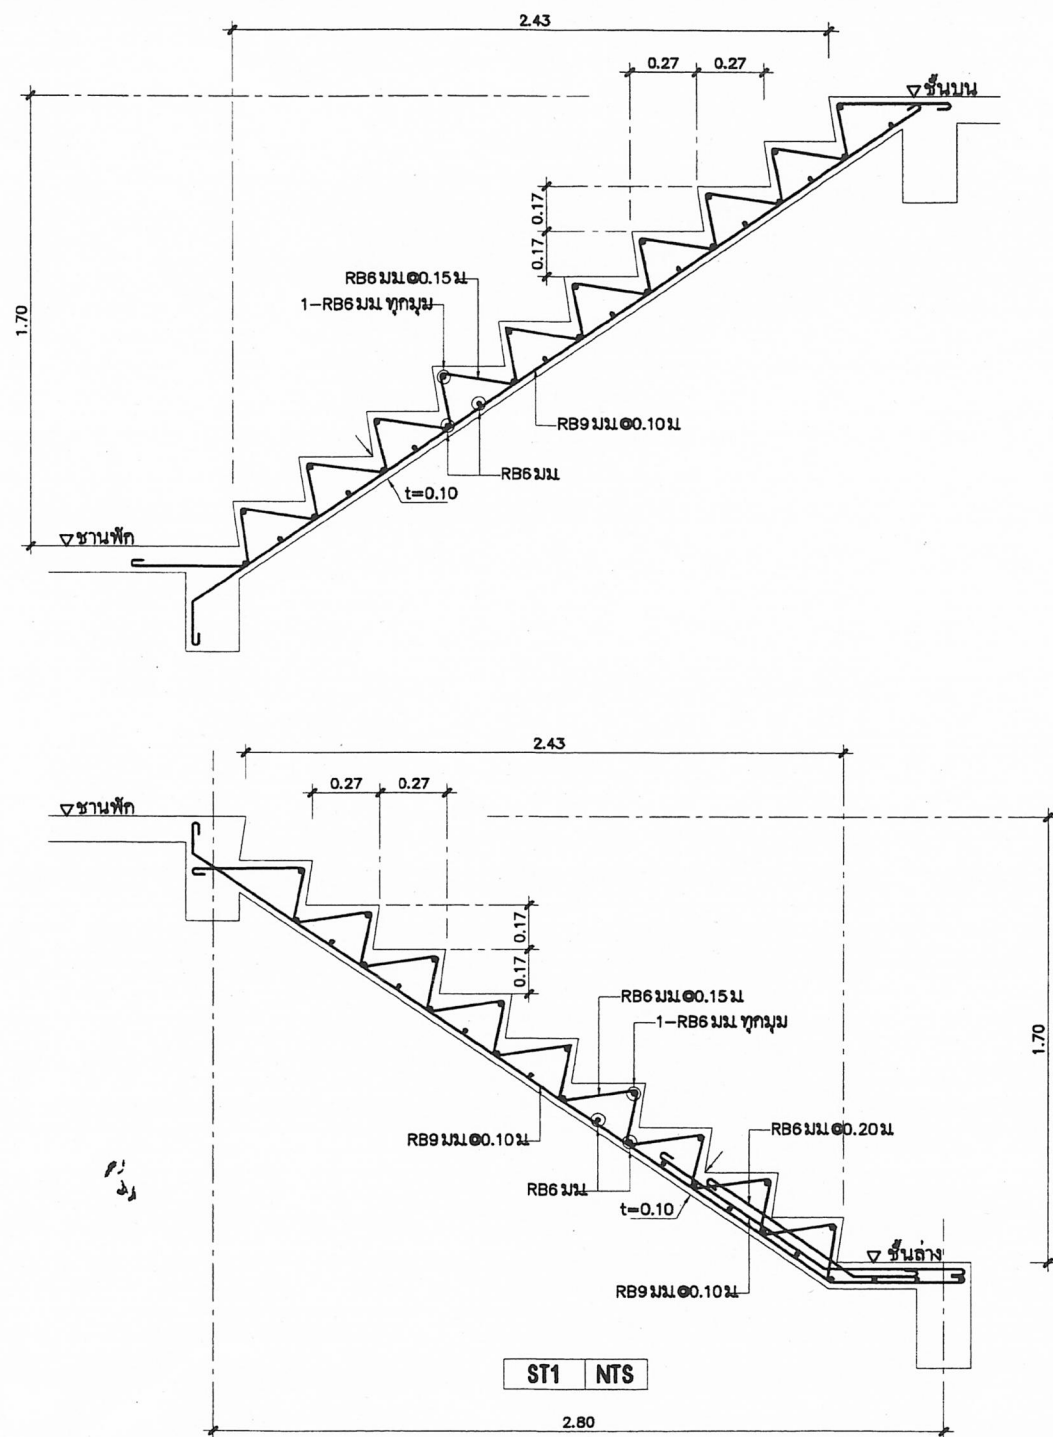 2.43
0.27
0.27
▽ชั้นบน
0.17
0.17
1.70
RB6มม@0.15ม
1-RB6มม ทุกมุม
RB9มม@0.10ม
RB6มม
t=0.10
▽ชานพัก
2.43
0.27
0.27
▽ชานพัก
0.17
0.17
1.70
RB6มม@0.15ม
1-RB6มม ทุกมุม
RB9มม@0.10ม
RB6มม@0.20ม
RB6มม
t=0.10
▽ ชั้นล่าง
RB9มม@0.10ม
ST1 NTS
2.80